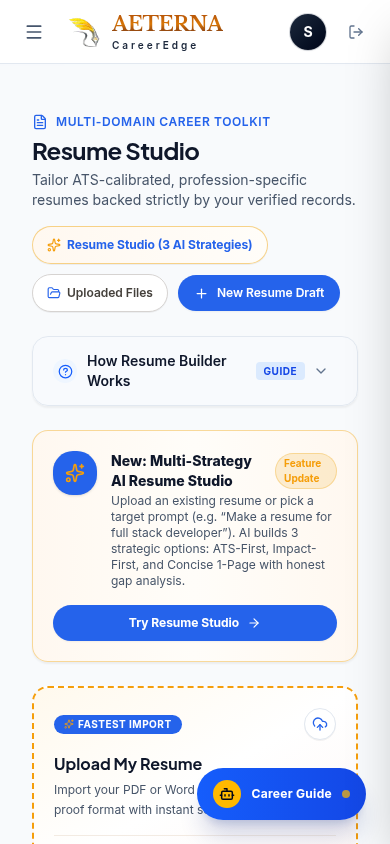 AETERNA
CareerEdge
S
MULTI-DOMAIN CAREER TOOLKIT
Resume Studio
Tailor ATS-calibrated, profession-specific
resumes backed strictly by your verified records.
Resume Studio (3 AI Strategies)
Uploaded Files
New Resume Draft
How Resume Builder
Works
GUIDE
New: Multi-Strategy
AI Resume Studio
Feature
Update
Upload an existing resume or pick a
target prompt (e.g. “Make a resume for
full stack developer”). AI builds 3
strategic options: ATS-First, Impact-
First, and Concise 1-Page with honest
gap analysis.
Try Resume Studio
FASTEST IMPORT
Upload My Resume
Import your PDF or Word
proof format with instant
Career Guide